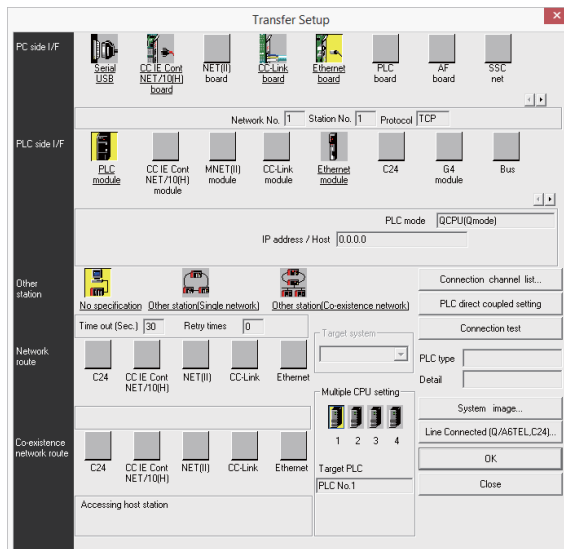 Transfer Setup
PC side I/F
Serial USB
CC IE Cont NET/10(H) board
NET(II) board
CC-Link board
Ethernet board
PLC board
AF board
SSC net
Network No. 1 Station No. 1 Protocol TCP
PLC side I/F
PLC module
CC IE Cont NET/10(H) module
MNET(II) module
CC-Link module
Ethernet module
C24
G4 module
Bus
PLC mode QCPU(Qmode)
IP address / Host 0.0.0.0
Other station
No specification
Other station(Single network)
Other station(Co-existence network)
Time out (Sec.) 30 Retry times 0
Target system
Connection channel list...
PLC direct coupled setting
Connection test
PLC type
Detail
Network route
C24
CC IE Cont NET/10(H)
NET(II)
CC-Link
Ethernet
Multiple CPU setting
1 2 3 4
Target PLC
PLC No.1
System image...
Line Connected (Q/A6TEL,C24)...
OK
Close
Co-existence network route
C24
CC IE Cont NET/10(H)
NET(II)
CC-Link
Ethernet
Accessing host station